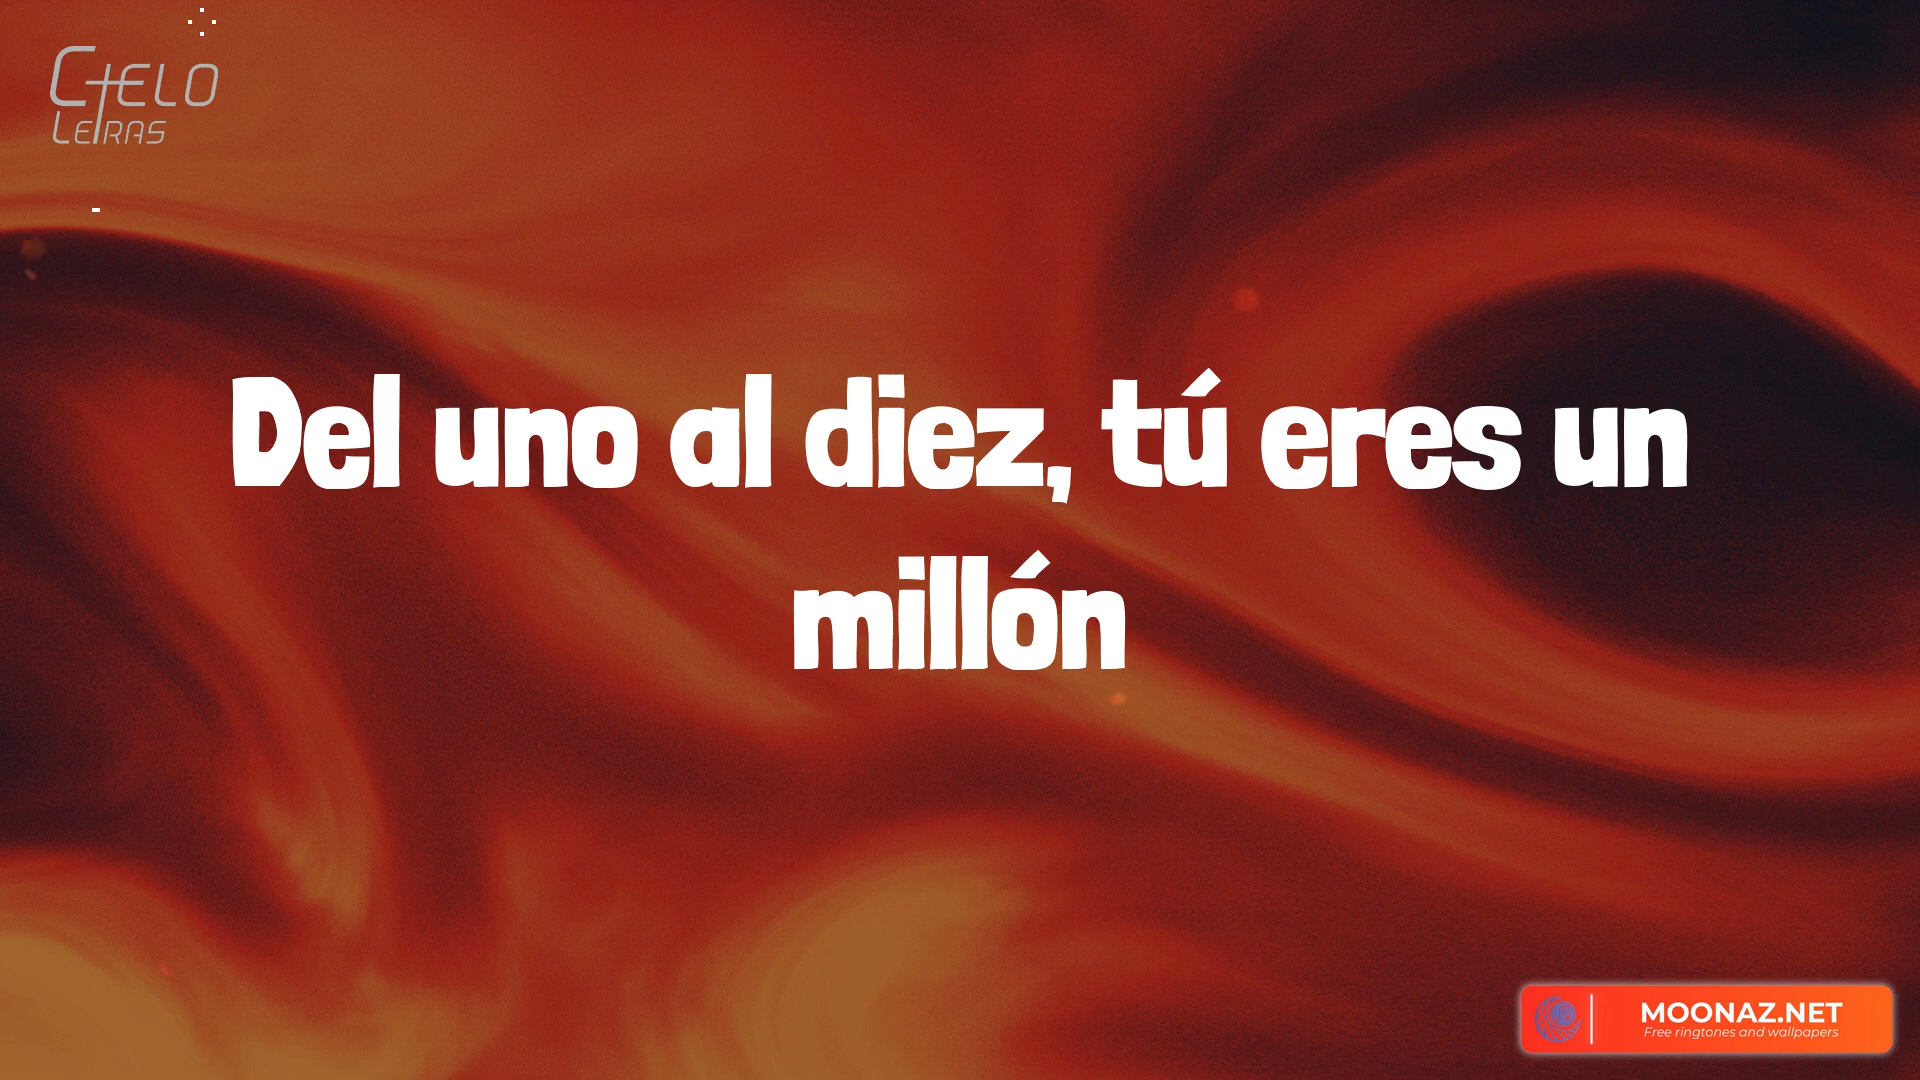 CIELO
LETRAS
Del uno al diez, tú eres un
millón
MOONAZ.NET
Free ringtones and wallpapers